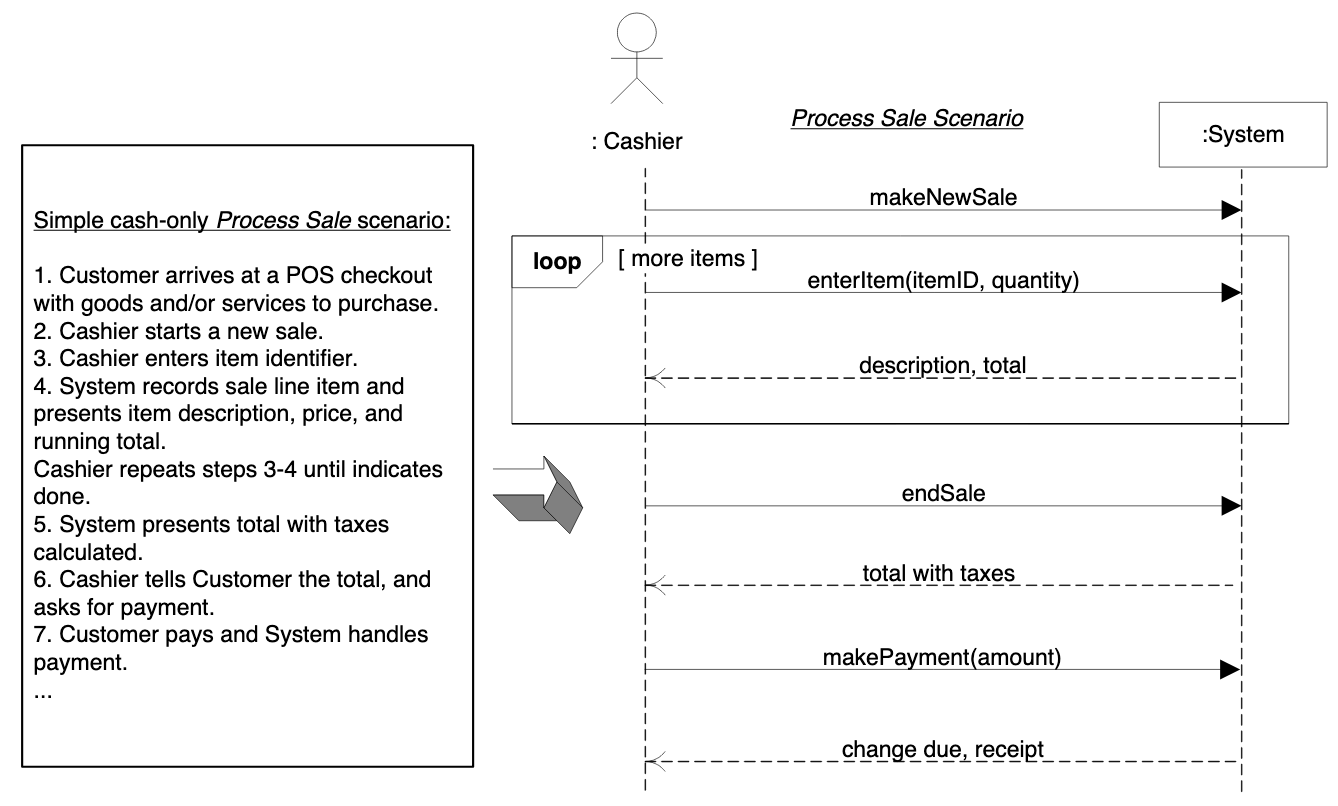 Simple cash-only Process Sale scenario:
1. Customer arrives at a POS checkout
with goods and/or services to purchase.
2. Cashier starts a new sale.
3. Cashier enters item identifier.
4. System records sale line item and
presents item description, price, and
running total.
Cashier repeats steps 3-4 until indicates
done.
5. System presents total with taxes
calculated.
6. Cashier tells Customer the total, and
asks for payment.
7. Customer pays and System handles
payment.
...
: Cashier
Process Sale Scenario
:System
makeNewSale
loop
[ more items ]
enterItem(itemID, quantity)
description, total
endSale
total with taxes
makePayment(amount)
change due, receipt